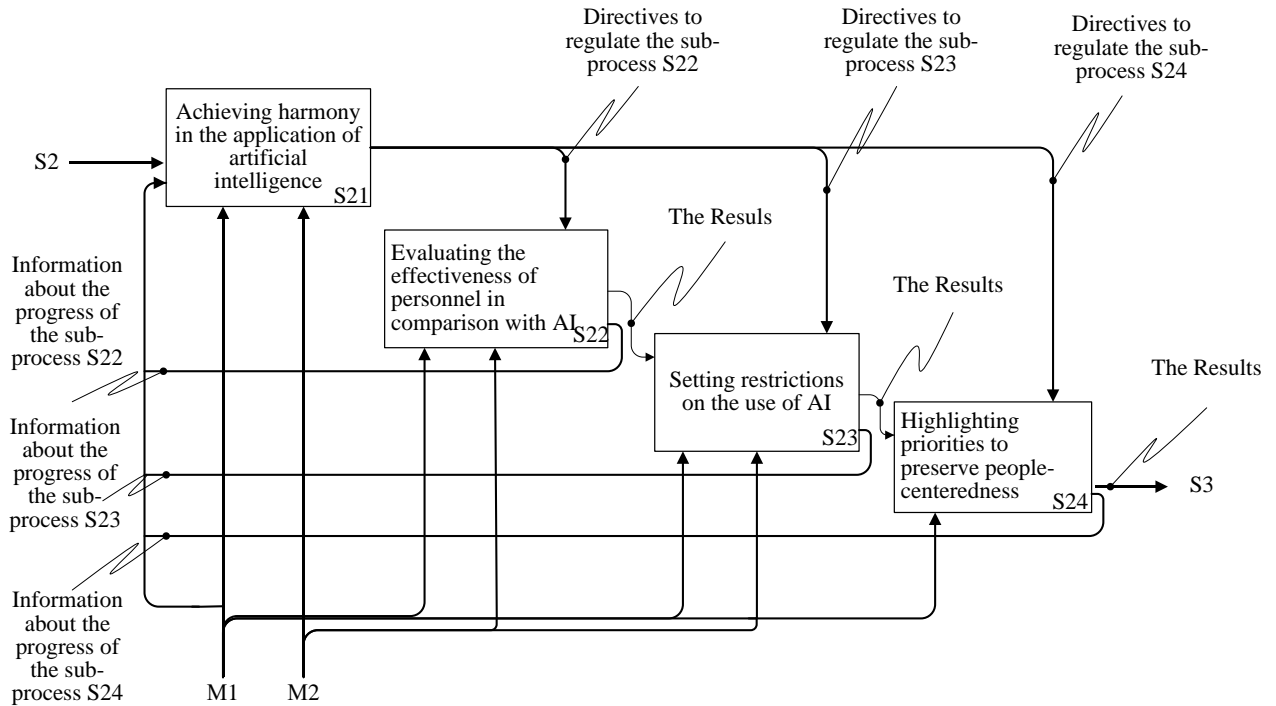 Directives to
regulate the sub-
process S22
Directives to
regulate the sub-
process S23
Directives to
regulate the sub-
process S24
Achieving harmony
in the application of
artificial
intelligence
S21
S2
The Resuls
Evaluating the
effectiveness of
personnel in
comparison with AI
S22
Information
about the
progress of
the sub-
process S22
The Results
Setting restrictions
on the use of AI
S23
The Results
Highlighting
priorities to
preserve people-
centeredness
S24
S3
Information
about the
progress of
the sub-
process S23
Information
about the
progress of
the sub-
process S24
M1
M2